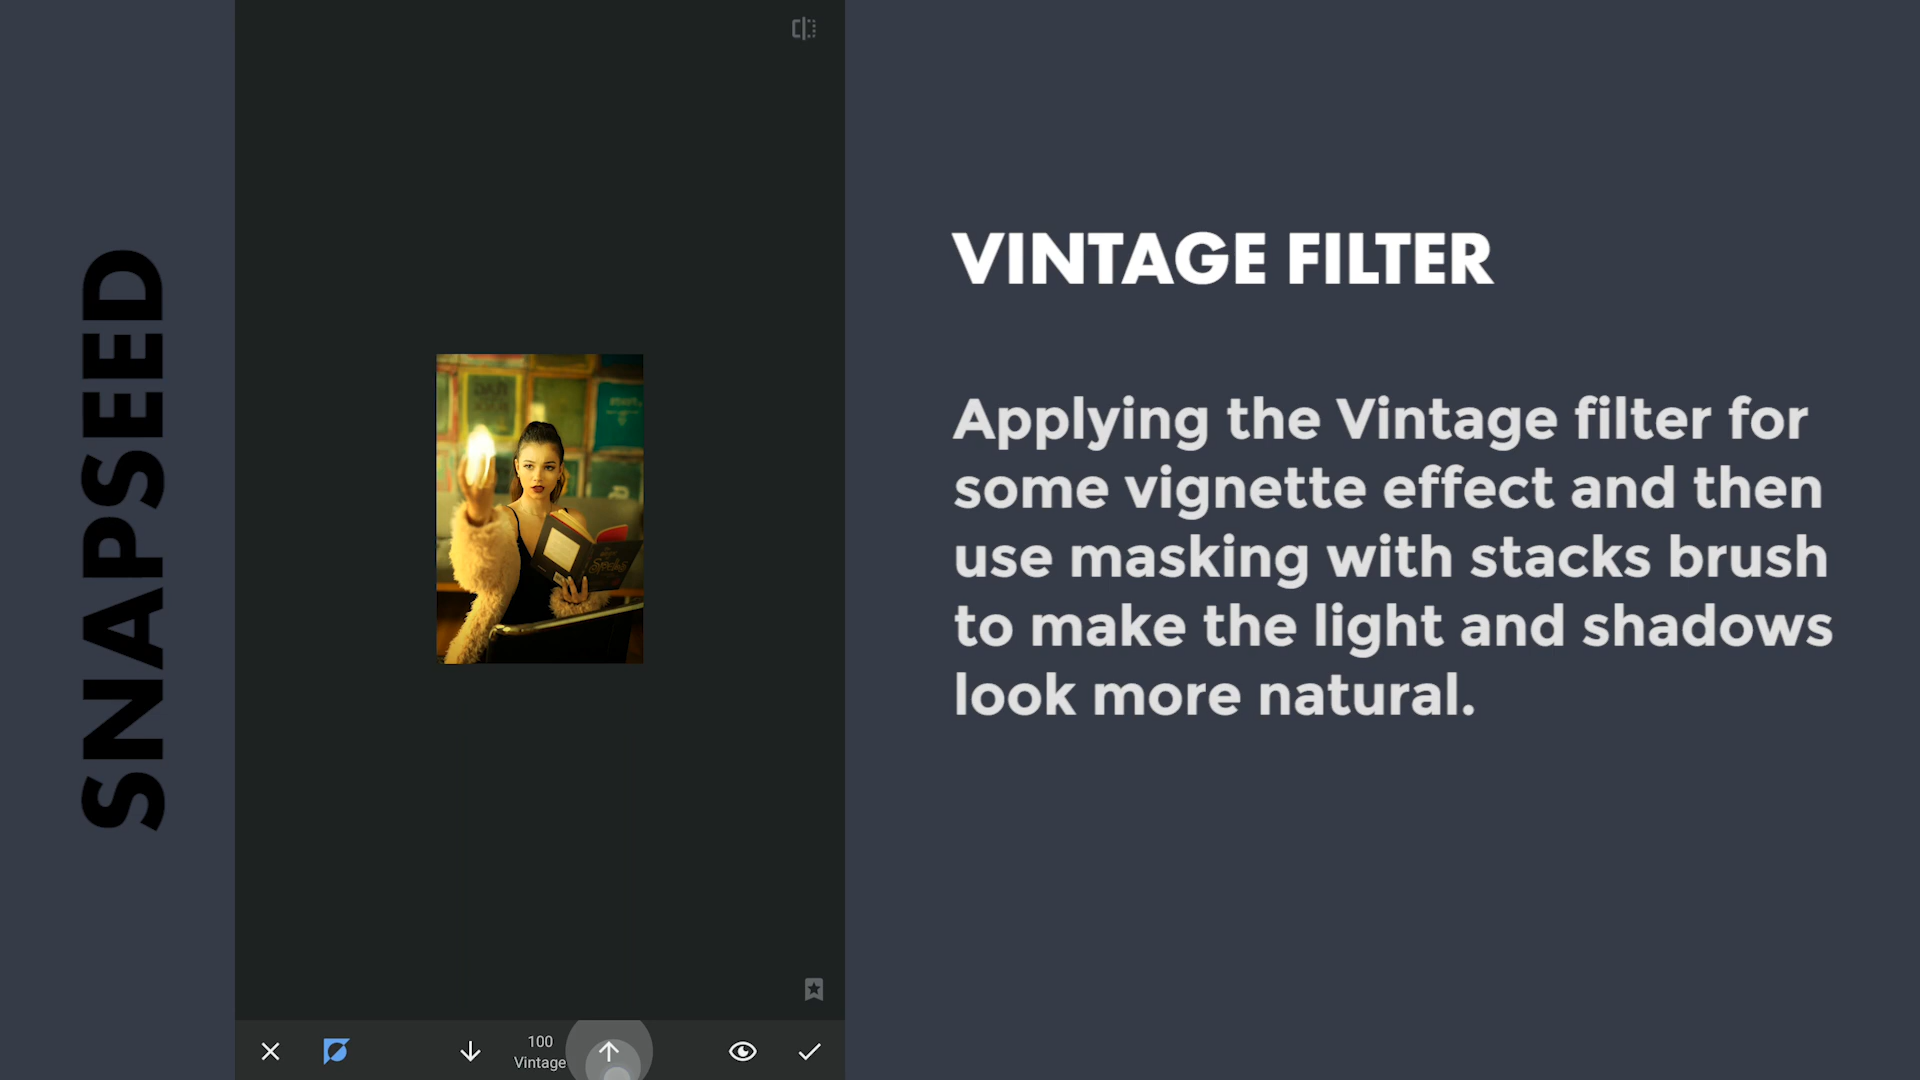 SNAPSEED
100
Vintage
VINTAGE FILTER
Applying the Vintage filter for
some vignette effect and then
use masking with stacks brush
to make the light and shadows
look more natural.